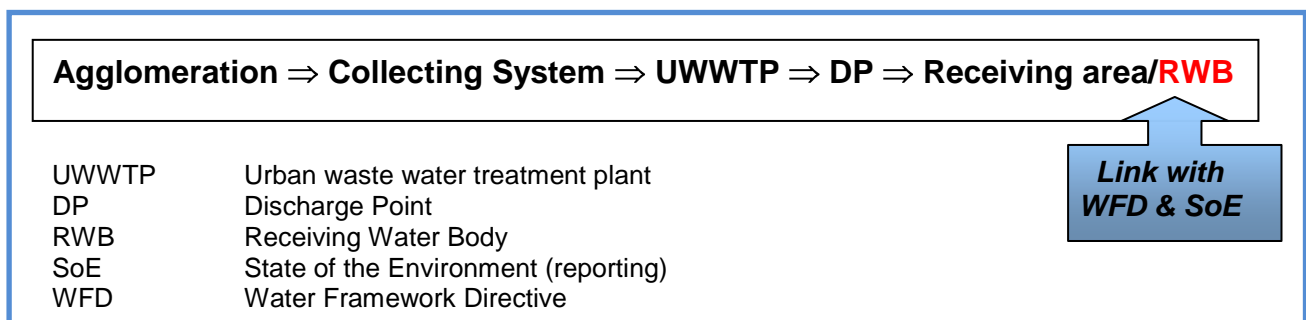 Agglomeration ⇒ Collecting System ⇒ UWWTP ⇒ DP ⇒ Receiving area/RWB
Link with
WFD & SoE
UWWTP Urban waste water treatment plant
DP Discharge Point
RWB Receiving Water Body
SoE State of the Environment (reporting)
WFD Water Framework Directive